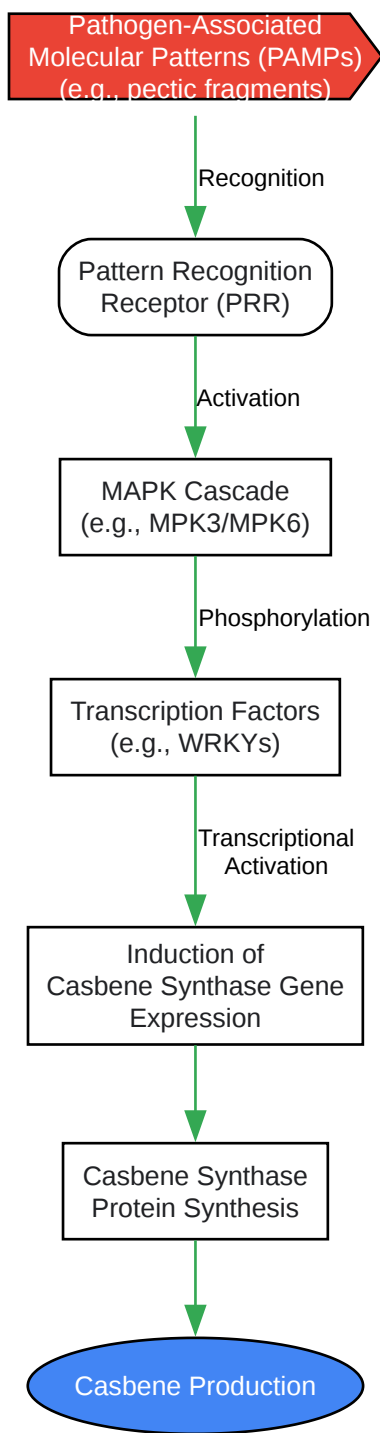 Pathogen-Associated
Molecular Patterns (PAMPs)
(e.g., pectic fragments)
Recognition
Pattern Recognition
Receptor (PRR)
Activation
MAPK Cascade
(e.g., MPK3/MPK6)
Phosphorylation
Transcription Factors
(e.g., WRKYs)
Transcriptional
Activation
Induction of
Casbene Synthase Gene
Expression
Casbene Synthase
Protein Synthesis
Casbene Production